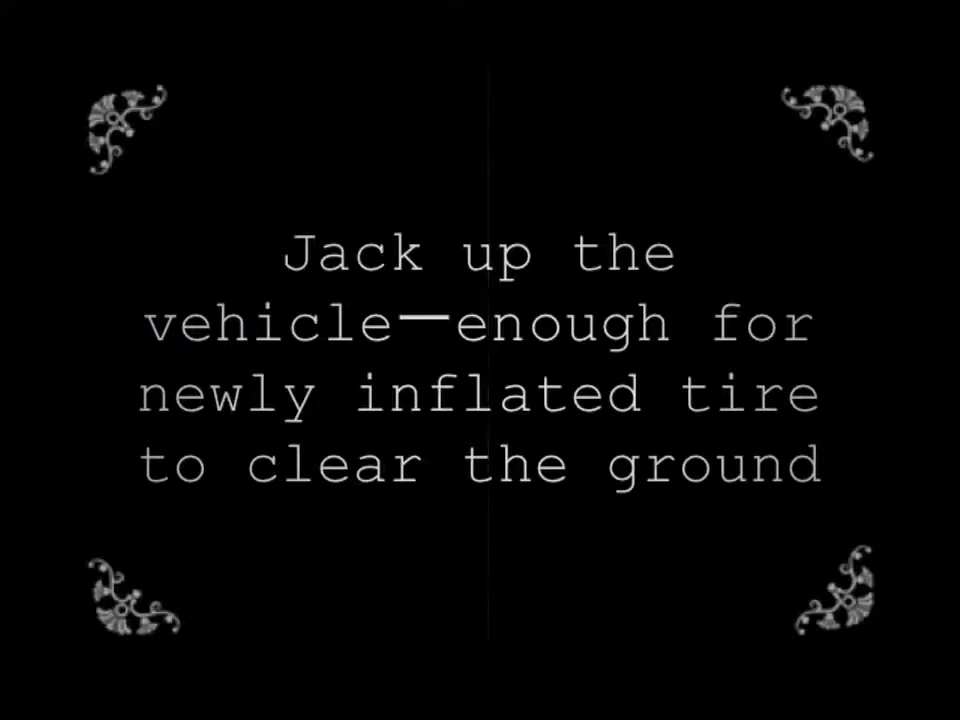 Jack up the
vehicle—enough for
newly inflated tire
to clear the ground